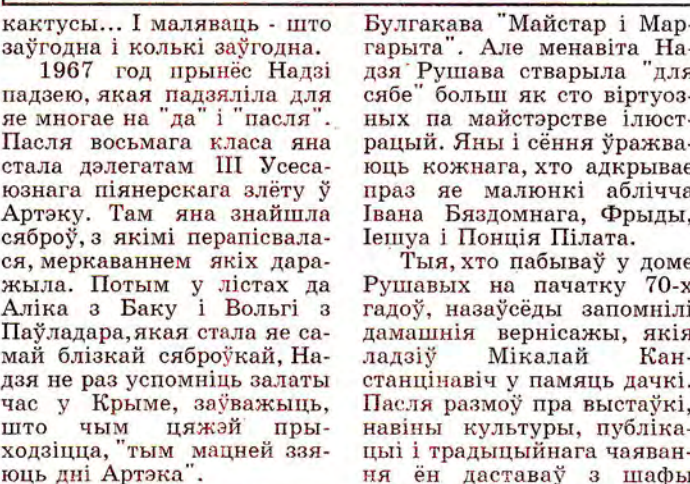 кактусы... І маляваць - што
заўгодна і колькі заўгодна.
1967 год прынёс Надзі
падзею, якая падзяліла для
яе многае на "да" і "пасля".
Пасля восьмага класа яна
стала дэлегатам III Усеса-
юзнага піянерскага злёту ў
Артэку. Там яна знайшла
сяброў, з якімі перапісвала-
ся, меркаваннем якіх дара-
жыла. Потым у лістах да
Аліка з Баку і Вольгі з
Паўладара, якая стала яе са-
май блізкай сяброўкай, На-
дзя не раз успомніць залаты
час у Крыме, заўважыць,
што чым цяжэй пры-
ходзіцца, "тым мацней ззя-
юць дні Артэка".
Булгакава "Майстар і Мар-
гарыта". Але менавіта На-
дзя Рушава стварыла "для
сябе" больш як сто віртуоз-
ных па майстэрстве ілюст-
рацый. Яны і сёння ўражва-
юць кожнага, хто адкрывае
праз яе малюнкі аблічча
Івана Бяздомнага, Фрыды,
Іешуа і Понція Пілата.
Тыя, хто пабываў у доме
Рушавых на пачатку 70-х
гадоў, назаўсёды запомнілі
дамашнія вернісажы, якія
ладзіў Мікалай Кан-
станцінавіч у памяць дачкі.
Пасля размоў пра выстаўкі,
навіны культуры, публіка-
цыі і традыцыйнага чаяван-
ня ён даставаў з шафы